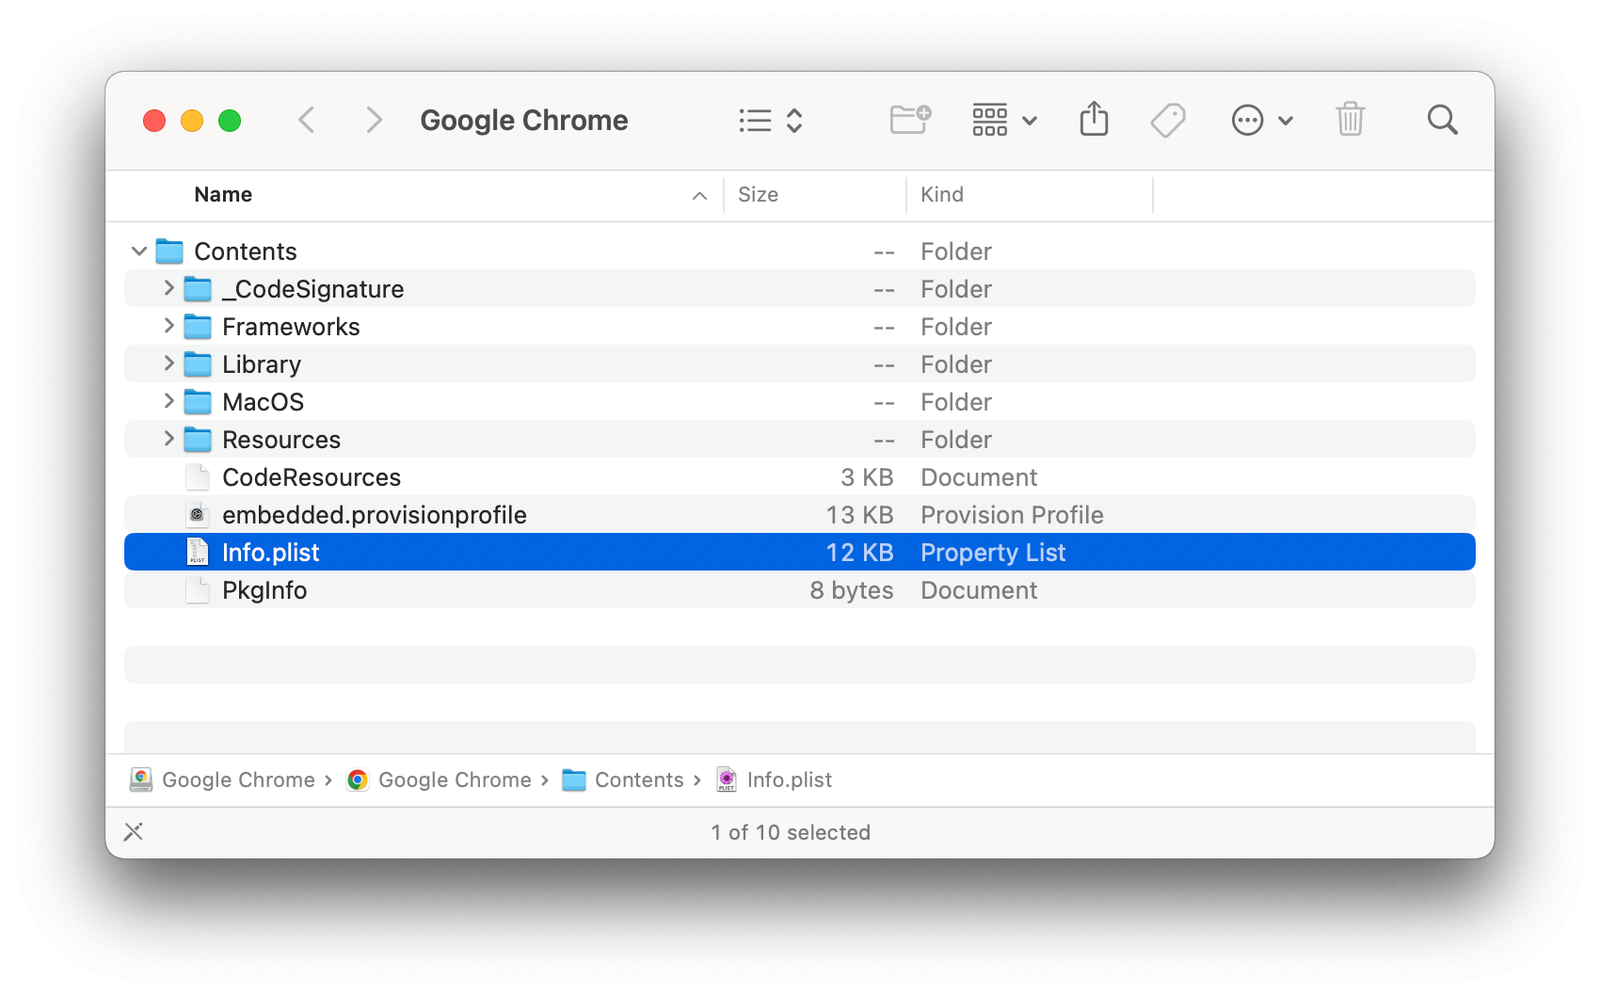 Google Chrome
Name Size Kind
Contents -- Folder
_CodeSignature -- Folder
Frameworks -- Folder
Library -- Folder
MacOS -- Folder
Resources -- Folder
CodeResources 3 KB Document
embedded.provisionprofile 13 KB Provision Profile
PLIST Info.plist 12 KB Property List
PkgInfo 8 bytes Document
Google Chrome › Google Chrome › Contents › PLIST Info.plist
1 of 10 selected